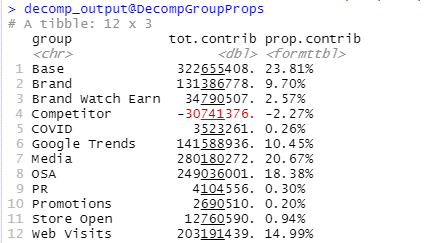 > decomp_output@DecompGroupProps
# A tibble: 12 x 3
group tot.contrib prop.contrib
<chr> <dbl> <formttbl>
1 Base 322655408. 23.81%
2 Brand 131386778. 9.70%
3 Brand Watch Earn 34790507. 2.57%
4 Competitor -30741376. -2.27%
5 COVID 3523261. 0.26%
6 Google Trends 141588936. 10.45%
7 Media 280180272. 20.67%
8 OSA 249036001. 18.38%
9 PR 4104556. 0.30%
10 Promotions 2690510. 0.20%
11 Store Open 12760590. 0.94%
12 Web Visits 203191439. 14.99%